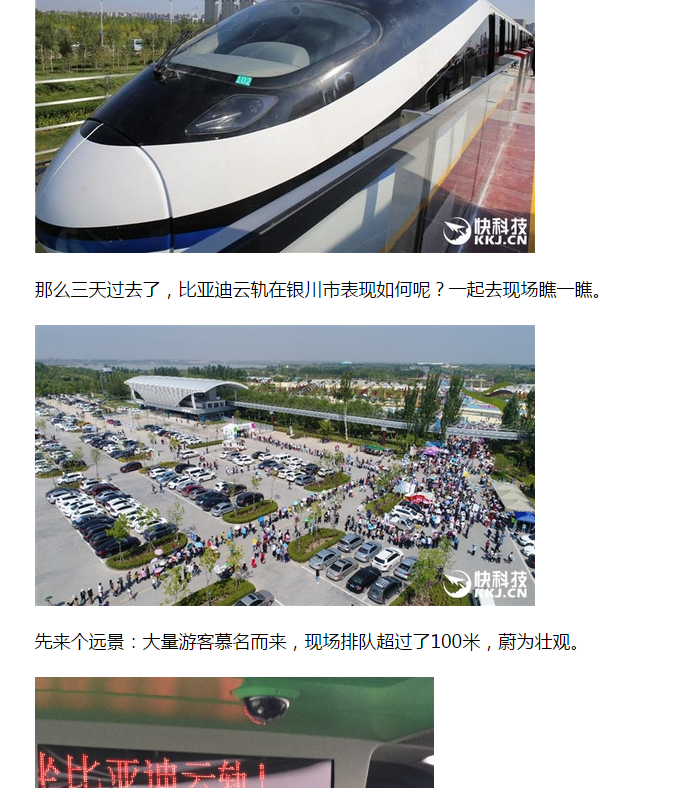 102
快科技
KKJ.CN
那么三天过去了，比亚迪云轨在银川市表现如何呢？一起去现场瞧一瞧。
快科技
KKJ.CN
先来个远景：大量游客慕名而来，现场排队超过了100米，蔚为壮观。
坐比亚迪云轨！